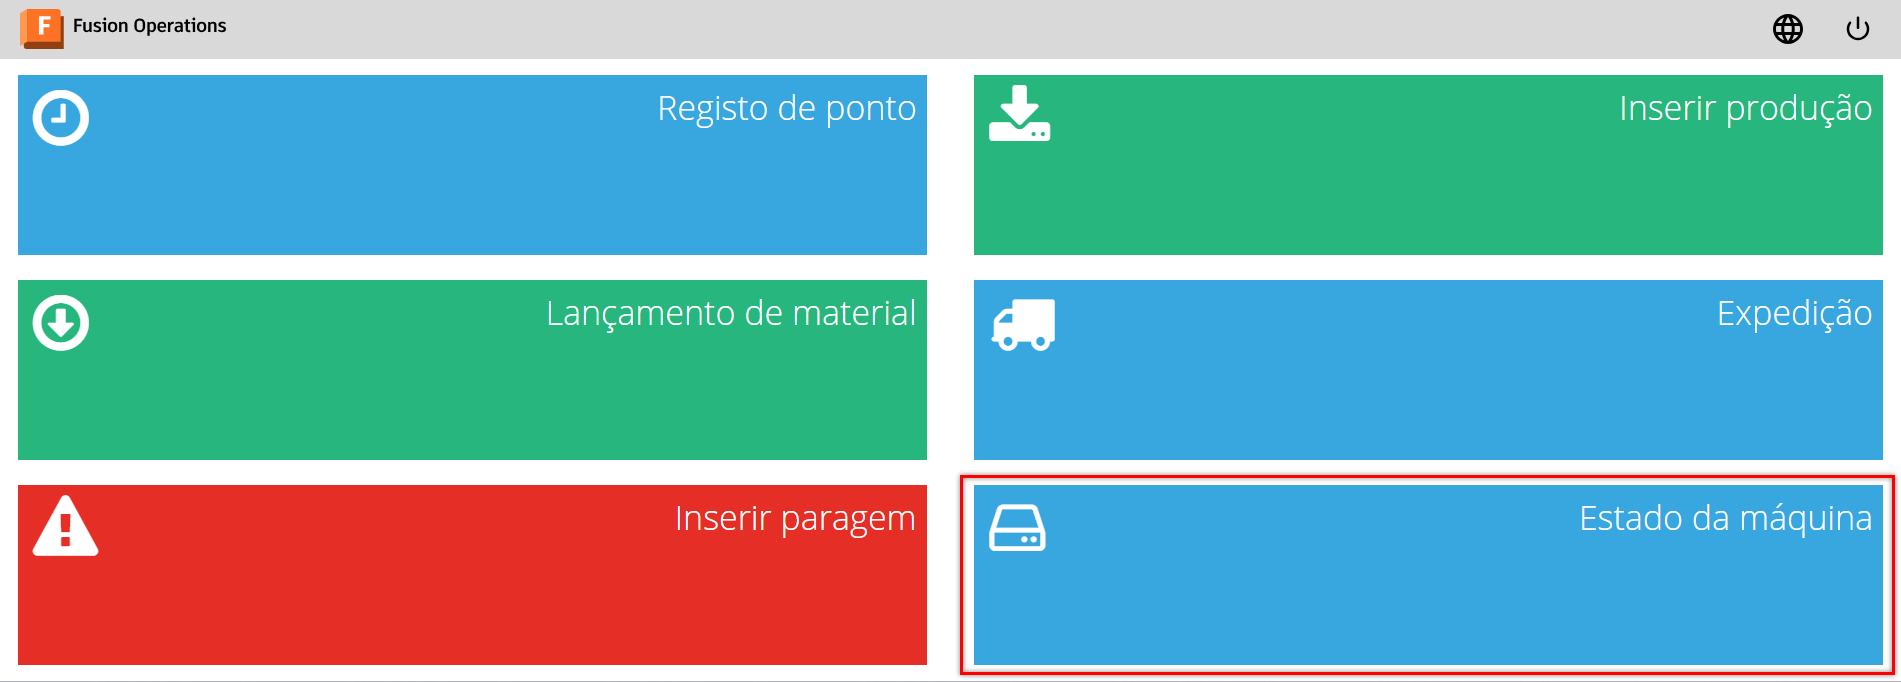 F Fusion Operations
Registo de ponto
Inserir produção
Lançamento de material
Expedição
Inserir paragem
Estado da máquina